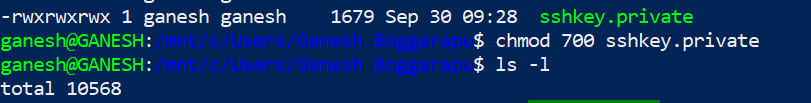 -rwxrwxrwx 1 ganesh ganesh     1679 Sep 30 09:28 sshkey.private
ganesh@GANESH:/mnt/c/Users/Ganesh Boggarapu$ chmod 700 sshkey.private
ganesh@GANESH:/mnt/c/Users/Ganesh Boggarapu$ ls -l
total 10568